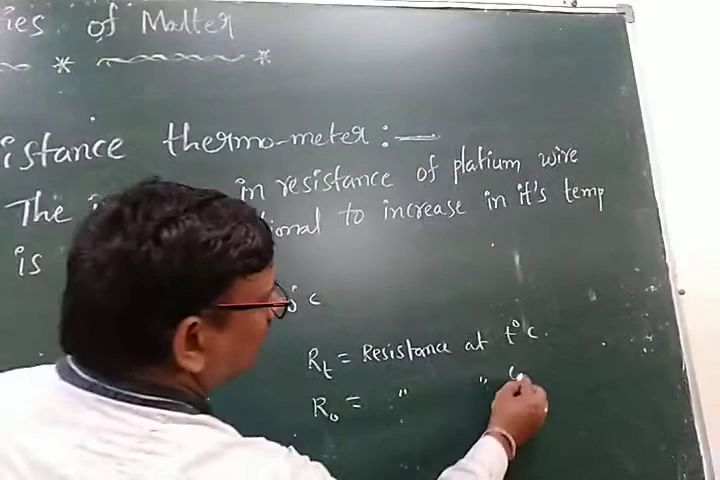 ies of Matter
istance thermo-meter:—
The in resistance of platium wire
is ional to increase in it's temp
°c
Rt = Resistance at t°c.
R₀ = " "